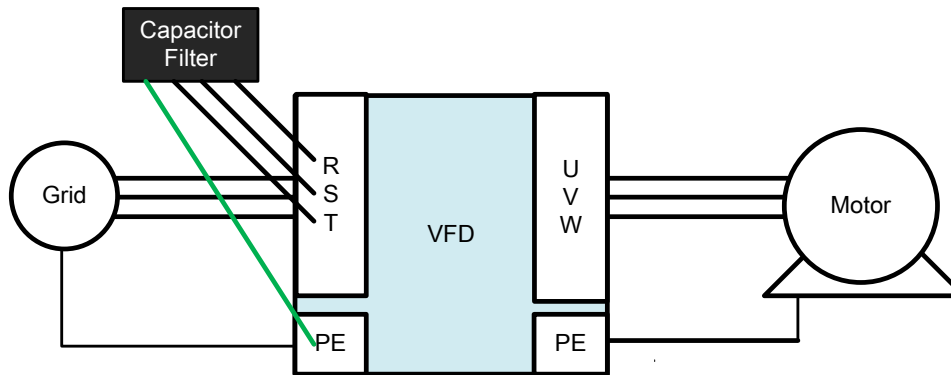 Capacitor
Filter
Grid
R
S
T
VFD
U
V
W
Motor
PE
PE